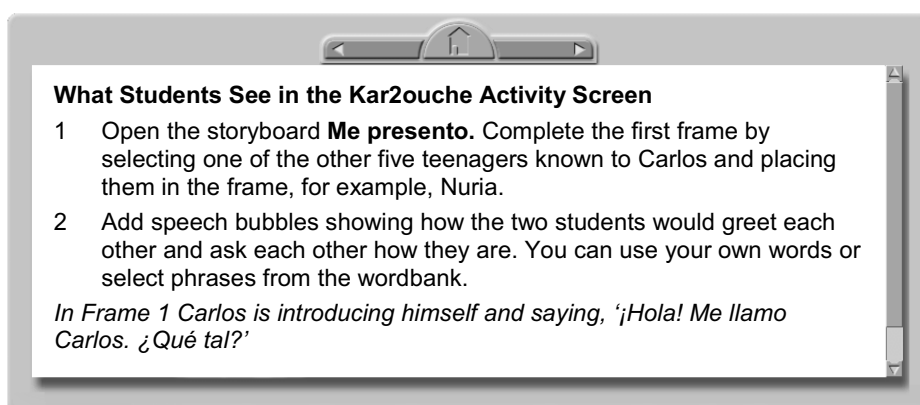 What Students See in the Kar2ouche Activity Screen
1 Open the storyboard Me presento. Complete the first frame by
selecting one of the other five teenagers known to Carlos and placing
them in the frame, for example, Nuria.
2 Add speech bubbles showing how the two students would greet each
other and ask each other how they are. You can use your own words or
select phrases from the wordbank.
In Frame 1 Carlos is introducing himself and saying, ‘¡Hola! Me llamo
Carlos. ¿Qué tal?’